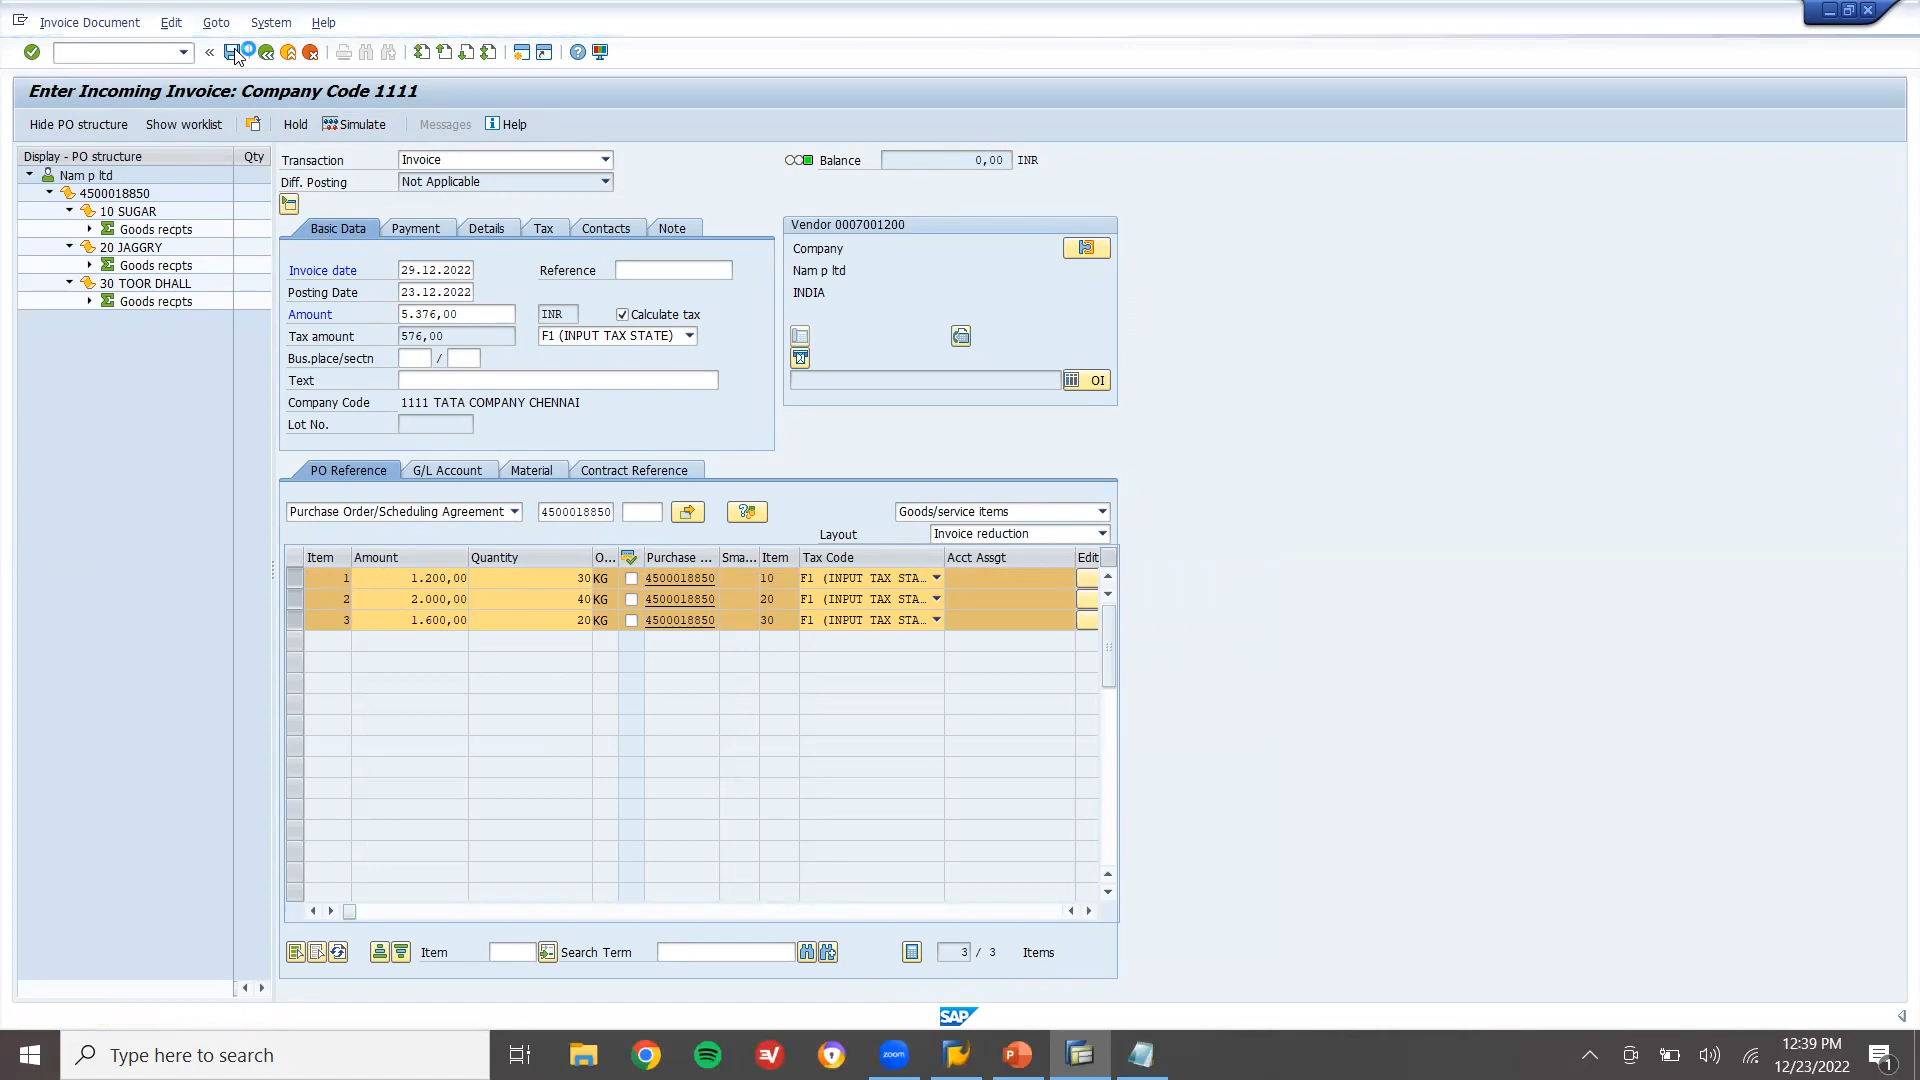 Invoice Document Edit Goto System Help
«
Enter Incoming Invoice: Company Code 1111
Hide PO structure Show worklist Hold Simulate Messages Help
Display - PO structure Qty
Nam p ltd
4500018850
10 SUGAR
Goods recpts
20 JAGGRY
Goods recpts
30 TOOR DHALL
Goods recpts
Transaction Invoice
Diff. Posting Not Applicable
Balance 0,00 INR
Basic Data Payment Details Tax Contacts Note
Invoice date 29.12.2022 Reference
Posting Date 23.12.2022
Amount 5.376,00 INR Calculate tax
Tax amount 576,00 F1 (INPUT TAX STATE)
Bus.place/sectn /
Text
Company Code 1111 TATA COMPANY CHENNAI
Lot No.
Vendor 0007001200
Company
Nam p ltd
INDIA
OI
PO Reference G/L Account Material Contract Reference
Purchase Order/Scheduling Agreement 4500018850 Goods/service items
Layout Invoice reduction
Item Amount Quantity O... Purchase ... Sma... Item Tax Code Acct Assgt Edit
1 1.200,00 30 KG 4500018850 10 F1 (INPUT TAX STA...
2 2.000,00 40 KG 4500018850 20 F1 (INPUT TAX STA...
3 1.600,00 20 KG 4500018850 30 F1 (INPUT TAX STA...
Item Search Term 3 / 3 Items
SAP
Type here to search
zoom
12:39 PM
12/23/2022
1